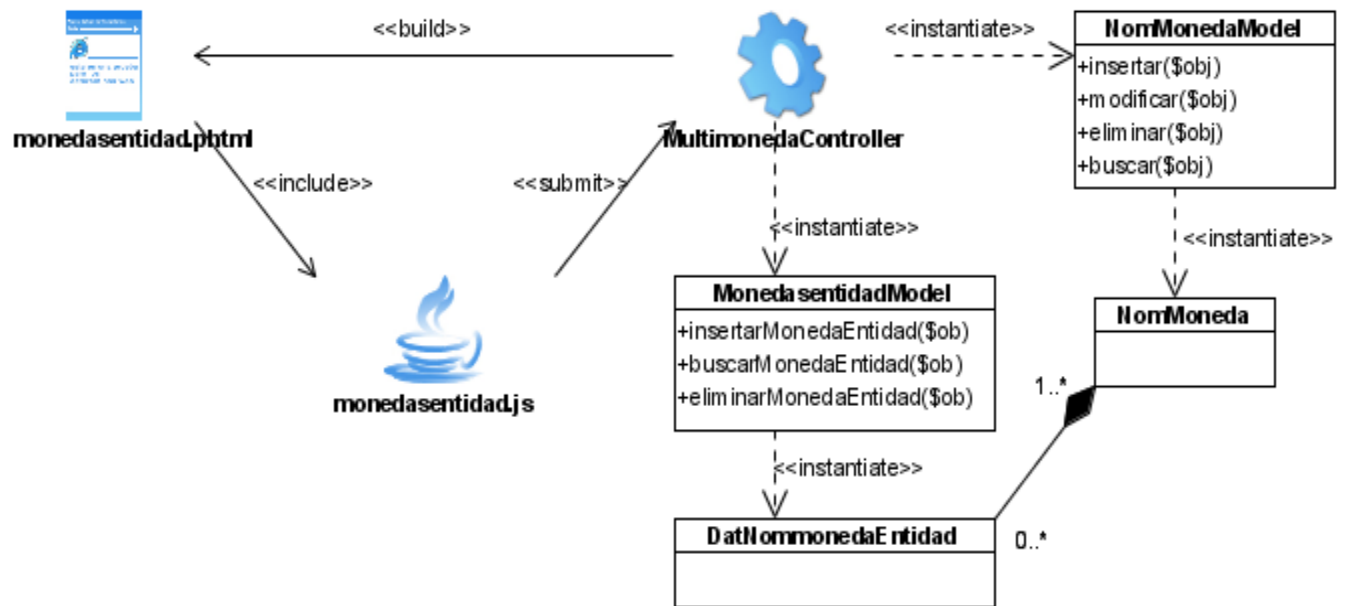 <<build>>
<<instantiate>>
NomMonedaModel
+insertar($obj)
+modificar($obj)
+eliminar($obj)
+buscar($obj)
monedasentidad.phtml
MultimonedaController
<<include>>
<<submit>>
<<instantiate>>
<<instantiate>>
MonedasentidadModel
+insertarMonedaEntidad($ob)
+buscarMonedaEntidad($ob)
+eliminarMonedaEntidad($ob)
NomMoneda
monedasentidad.js
1..*
<<instantiate>>
DatNommonedaEntidad
0..*